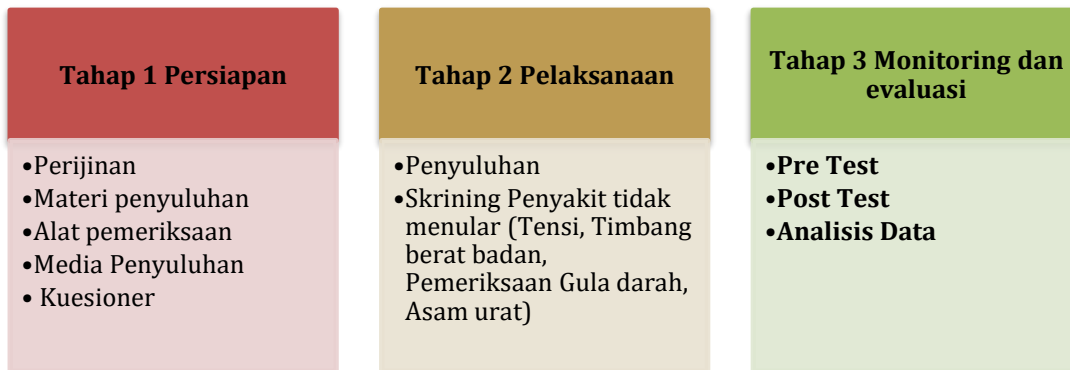 Tahap 1 Persiapan
•Perijinan
•Materi penyuluhan
•Alat pemeriksaan
•Media Penyuluhan
• Kuesioner
Tahap 2 Pelaksanaan
•Penyuluhan
•Skrining Penyakit tidak
menular (Tensi, Timbang
berat badan,
Pemeriksaan Gula darah,
Asam urat)
Tahap 3 Monitoring dan
evaluasi
•Pre Test
•Post Test
•Analisis Data